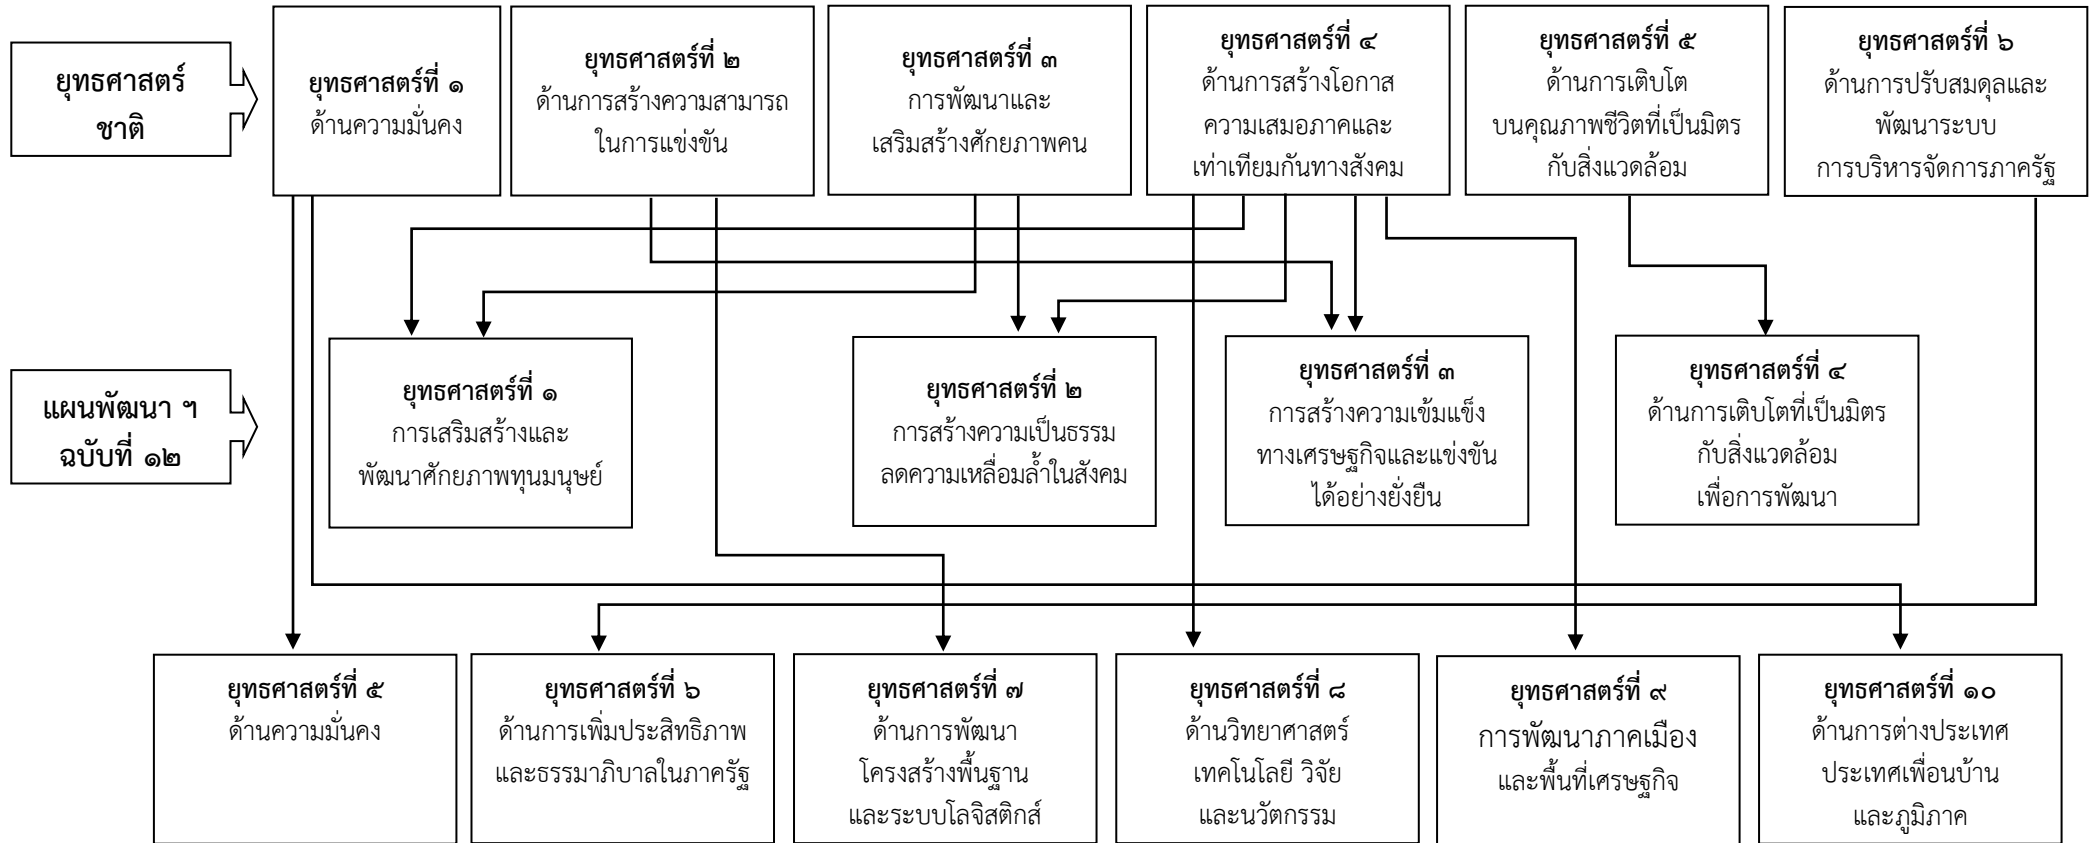 ยุทธศาสตร์
ชาติ
ยุทธศาสตร์ที่ ๑
ด้านความมั่นคง
ยุทธศาสตร์ที่ ๒
ด้านการสร้างความสามารถ
ในการแข่งขัน
ยุทธศาสตร์ที่ ๓
การพัฒนาและ
เสริมสร้างศักยภาพคน
ยุทธศาสตร์ที่ ๔
ด้านการสร้างโอกาส
ความเสมอภาคและ
เท่าเทียมกันทางสังคม
ยุทธศาสตร์ที่ ๕
ด้านการเติบโต
บนคุณภาพชีวิตที่เป็นมิตร
กับสิ่งแวดล้อม
ยุทธศาสตร์ที่ ๖
ด้านการปรับสมดุลและ
พัฒนาระบบ
การบริหารจัดการภาครัฐ
แผนพัฒนา ฯ
ฉบับที่ ๑๒
ยุทธศาสตร์ที่ ๑
การเสริมสร้างและ
พัฒนาศักยภาพทุนมนุษย์
ยุทธศาสตร์ที่ ๒
การสร้างความเป็นธรรม
ลดความเหลื่อมล้ำในสังคม
ยุทธศาสตร์ที่ ๓
การสร้างความเข้มแข็ง
ทางเศรษฐกิจและแข่งขัน
ได้อย่างยั่งยืน
ยุทธศาสตร์ที่ ๔
ด้านการเติบโตที่เป็นมิตร
กับสิ่งแวดล้อม
เพื่อการพัฒนา
ยุทธศาสตร์ที่ ๕
ด้านความมั่นคง
ยุทธศาสตร์ที่ ๖
ด้านการเพิ่มประสิทธิภาพ
และธรรมาภิบาลในภาครัฐ
ยุทธศาสตร์ที่ ๗
ด้านการพัฒนา
โครงสร้างพื้นฐาน
และระบบโลจิสติกส์
ยุทธศาสตร์ที่ ๘
ด้านวิทยาศาสตร์
เทคโนโลยี วิจัย
และนวัตกรรม
ยุทธศาสตร์ที่ ๙
การพัฒนาภาคเมือง
และพื้นที่เศรษฐกิจ
ยุทธศาสตร์ที่ ๑๐
ด้านการต่างประเทศ
ประเทศเพื่อนบ้าน
และภูมิภาค